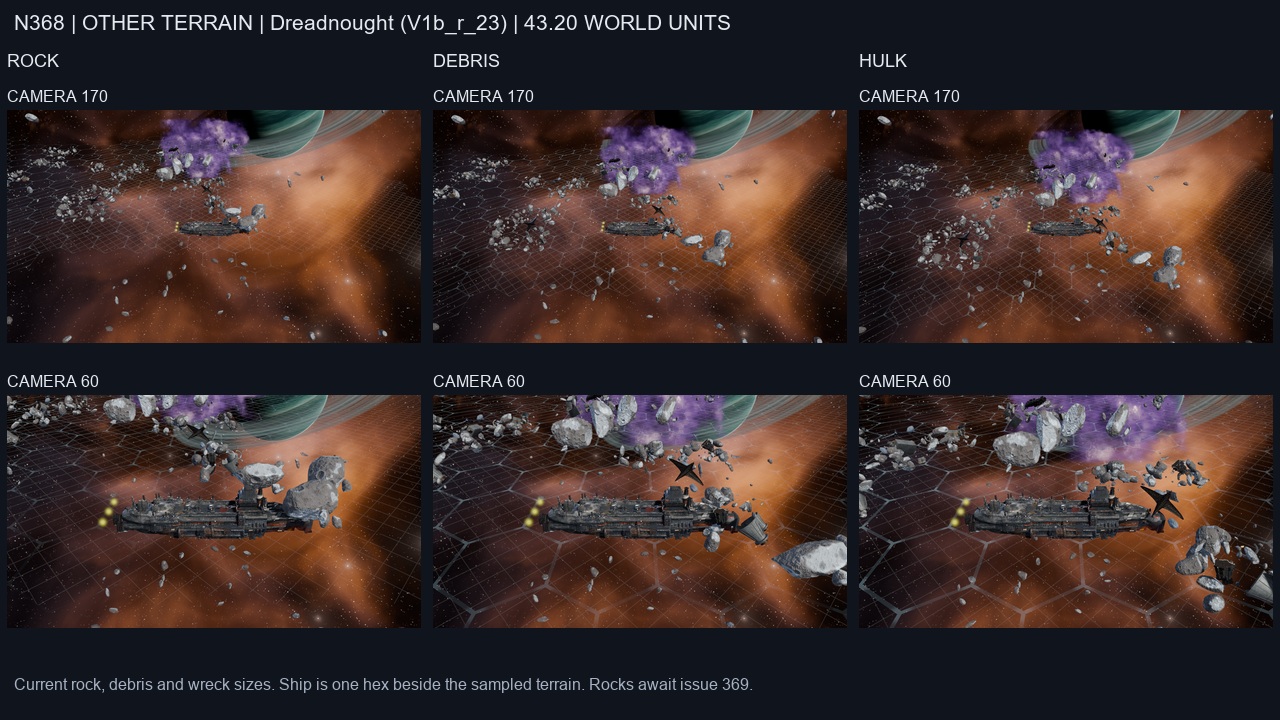 N368 | OTHER TERRAIN | Dreadnought (V1b_r_23) | 43.20 WORLD UNITS
ROCK
DEBRIS
HULK
CAMERA 170
CAMERA 170
CAMERA 170
CAMERA 60
CAMERA 60
CAMERA 60
Current rock, debris and wreck sizes. Ship is one hex beside the sampled terrain. Rocks await issue 369.